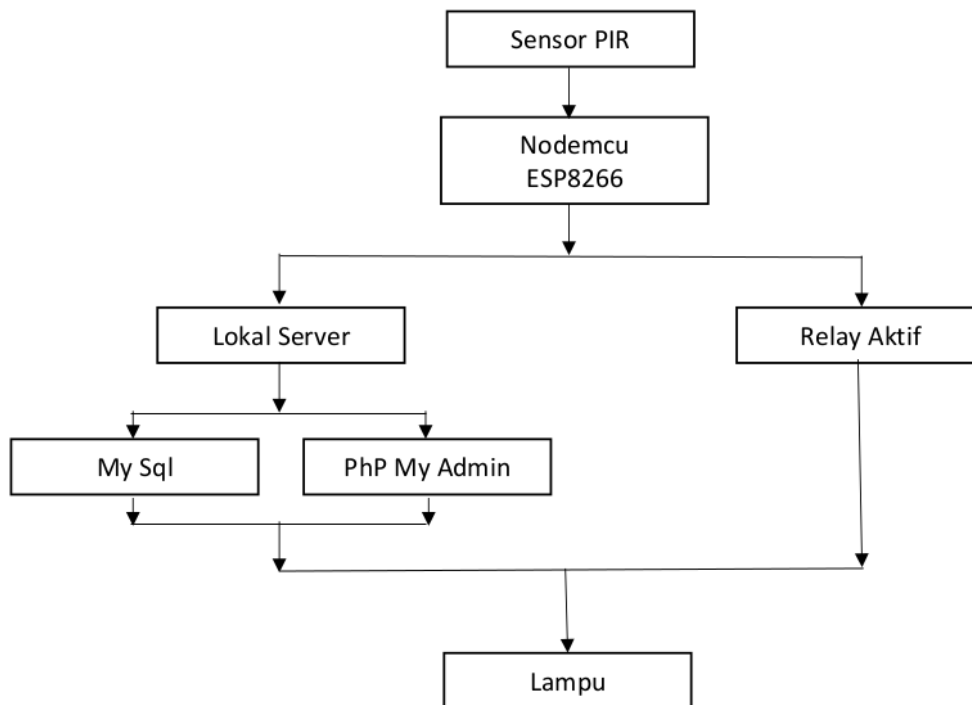 Sensor PIR
Nodemcu
ESP8266
Lokal Server
Relay Aktif
My Sql
PhP My Admin
Lampu